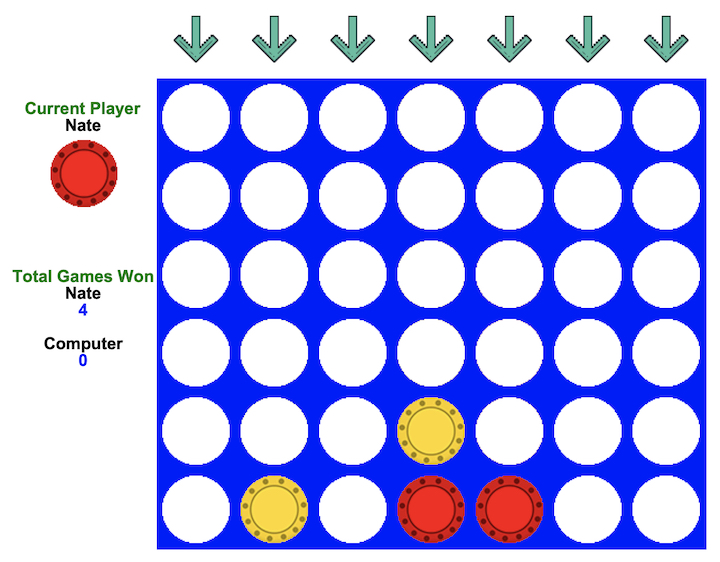 Current Player
Nate
Total Games Won
Nate
4
Computer
0